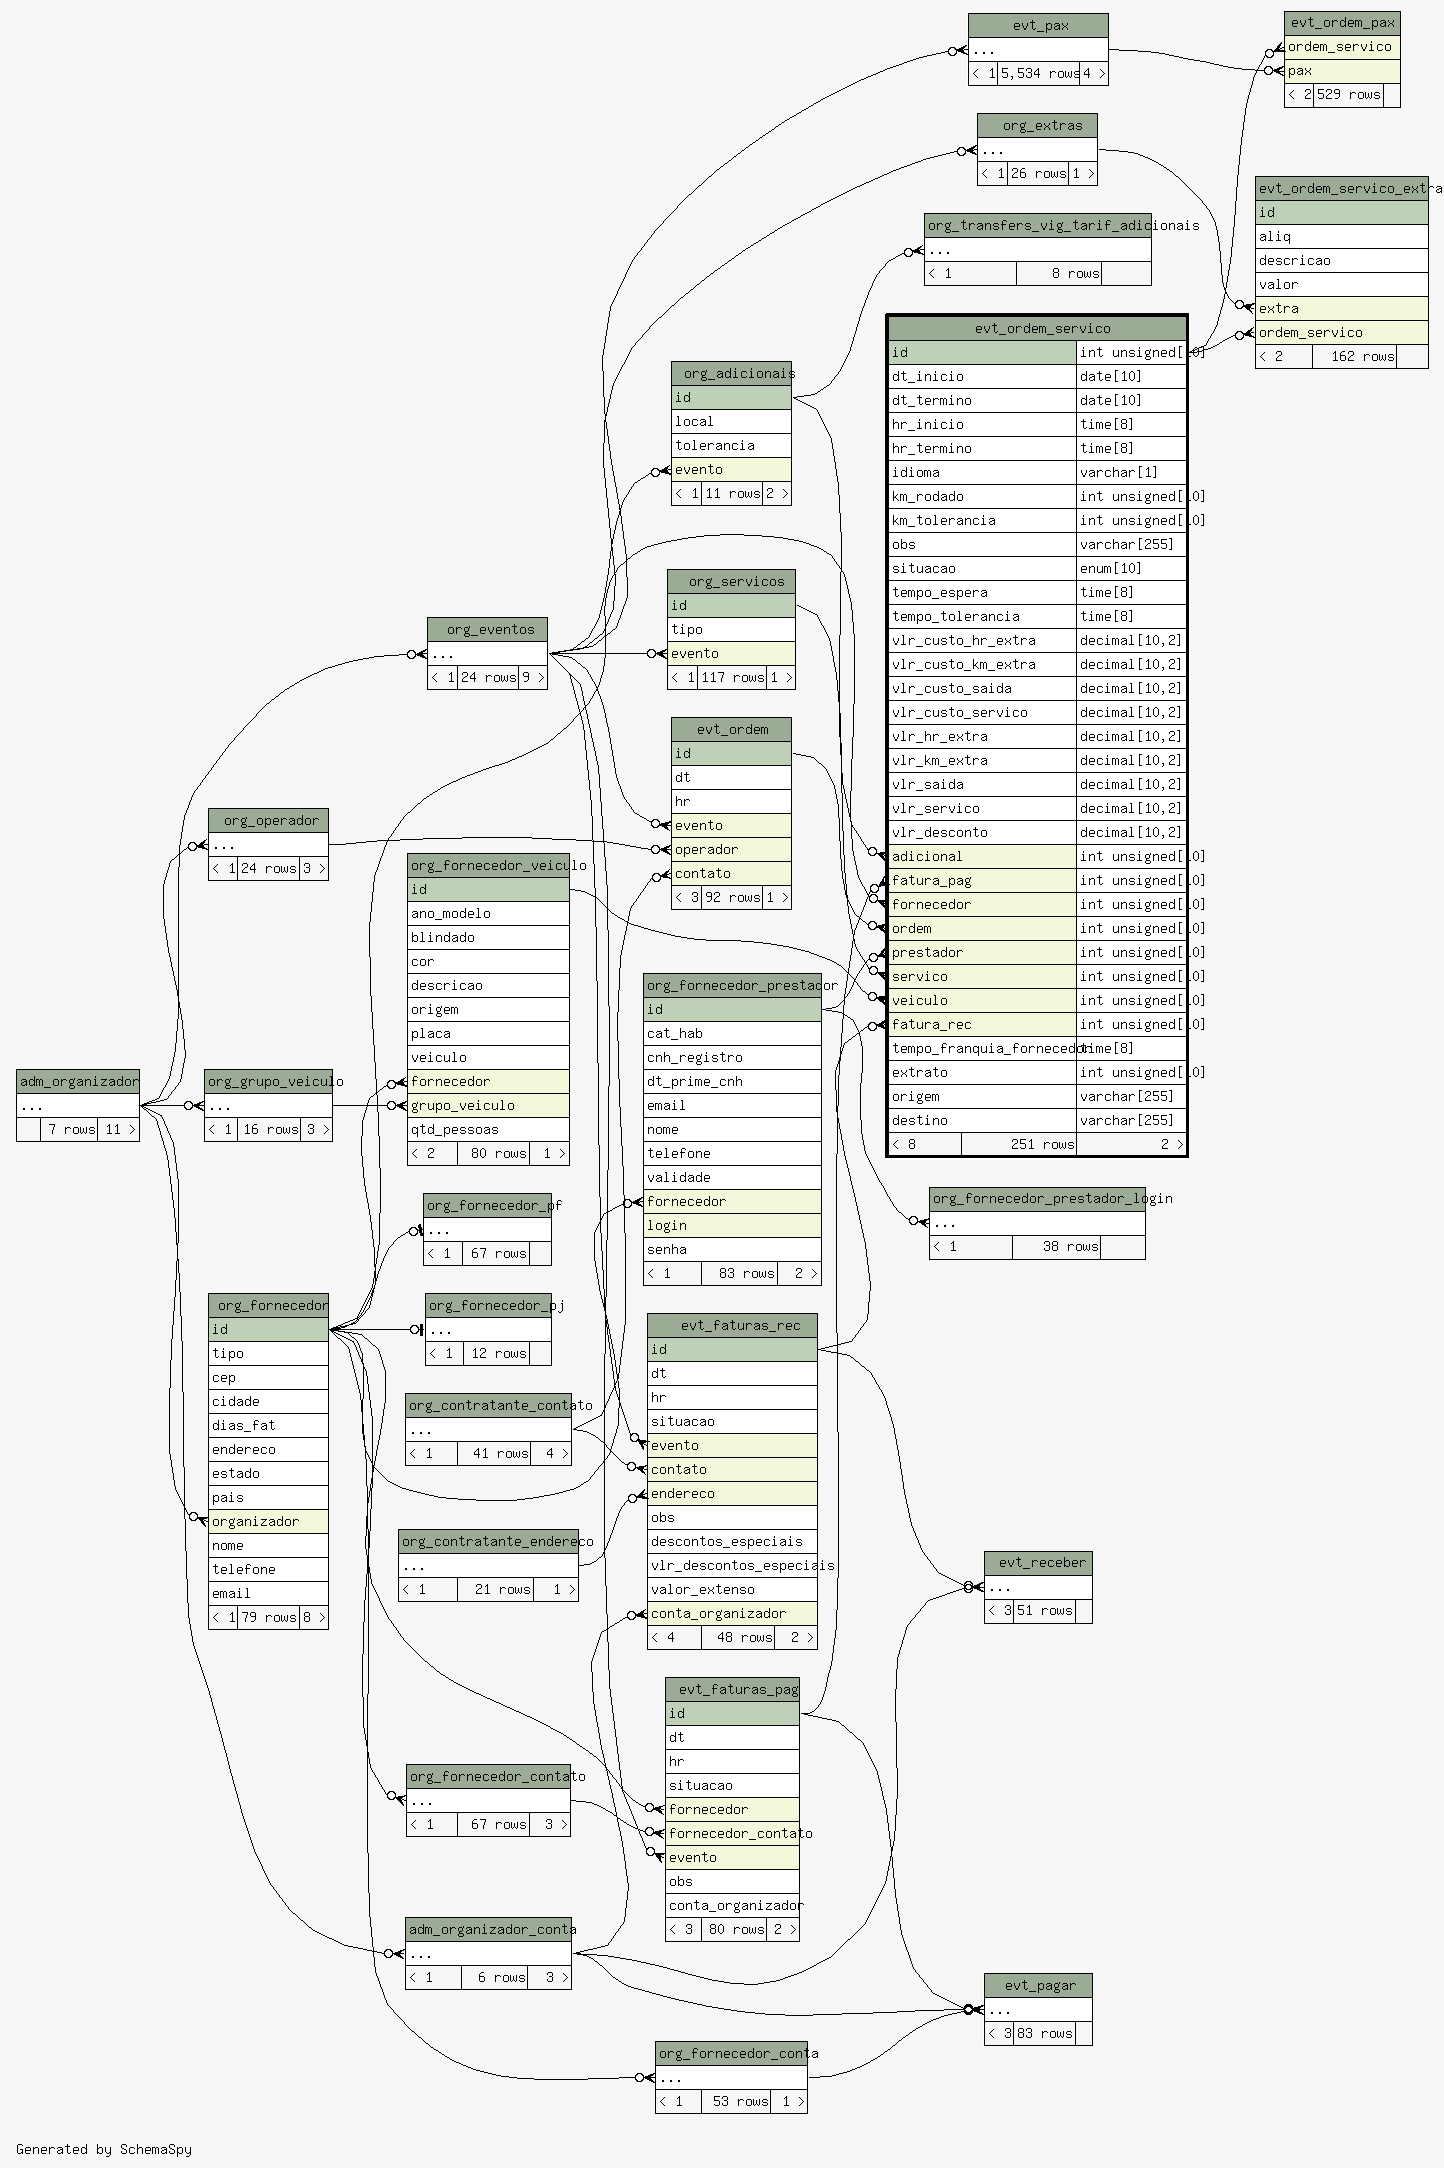 evt_pax
...
< 1 5,534 rows 4 >
evt_ordem_pax
ordem_servico
pax
< 2 529 rows
org_extras
...
< 1 26 rows 1 >
evt_ordem_servico_extra
id
aliq
descricao
valor
extra
ordem_servico
< 2 162 rows
org_transfers_vig_tarif_adicionais
...
< 1 8 rows
evt_ordem_servico
id int unsigned[10]
dt_inicio date[10]
dt_termino date[10]
hr_inicio time[8]
hr_termino time[8]
idioma varchar[1]
km_rodado int unsigned[10]
km_tolerancia int unsigned[10]
obs varchar[255]
situacao enum[10]
tempo_espera time[8]
tempo_tolerancia time[8]
vlr_custo_hr_extra decimal[10,2]
vlr_custo_km_extra decimal[10,2]
vlr_custo_saida decimal[10,2]
vlr_custo_servico decimal[10,2]
vlr_hr_extra decimal[10,2]
vlr_km_extra decimal[10,2]
vlr_saida decimal[10,2]
vlr_servico decimal[10,2]
vlr_desconto decimal[10,2]
adicional int unsigned[10]
fatura_pag int unsigned[10]
fornecedor int unsigned[10]
ordem int unsigned[10]
prestador int unsigned[10]
servico int unsigned[10]
veiculo int unsigned[10]
fatura_rec int unsigned[10]
tempo_franquia_fornecedor time[8]
extrato int unsigned[10]
origem varchar[255]
destino varchar[255]
< 8 251 rows 2 >
org_adicionais
id
local
tolerancia
evento
< 1 11 rows 2 >
org_servicos
id
tipo
evento
< 1 117 rows 1 >
org_eventos
...
< 1 24 rows 9 >
evt_ordem
id
dt
hr
evento
operador
contato
< 3 92 rows 1 >
org_operador
...
< 1 24 rows 3 >
org_fornecedor_veiculo
id
ano_modelo
blindado
cor
descricao
origem
placa
veiculo
fornecedor
grupo_veiculo
qtd_pessoas
< 2 80 rows 1 >
org_fornecedor_prestador
id
cat_hab
cnh_registro
dt_prime_cnh
email
nome
telefone
validade
fornecedor
login
senha
< 1 83 rows 2 >
adm_organizador
...
7 rows 11 >
org_grupo_veiculo
...
< 1 16 rows 3 >
org_fornecedor_pf
...
< 1 67 rows
org_fornecedor_prestador_login
...
< 1 38 rows
org_fornecedor
id
tipo
cep
cidade
dias_fat
endereco
estado
pais
organizador
nome
telefone
email
< 1 79 rows 8 >
org_fornecedor_pj
...
< 1 12 rows
evt_faturas_rec
id
dt
hr
situacao
evento
contato
endereco
obs
descontos_especiais
vlr_descontos_especiais
valor_extenso
conta_organizador
< 4 48 rows 2 >
org_contratante_contato
...
< 1 41 rows 4 >
org_contratante_endereco
...
< 1 21 rows 1 >
evt_receber
...
< 3 51 rows
evt_faturas_pag
id
dt
hr
situacao
fornecedor
fornecedor_contato
evento
obs
conta_organizador
< 3 80 rows 2 >
org_fornecedor_contato
...
< 1 67 rows 3 >
adm_organizador_conta
...
< 1 6 rows 3 >
evt_pagar
...
< 3 83 rows
org_fornecedor_conta
...
< 1 53 rows 1 >
Generated by SchemaSpy